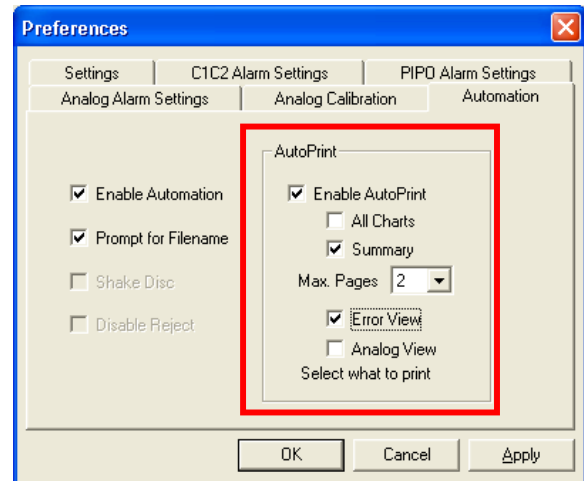 Preferences
Settings
C1C2 Alarm Settings
PIPO Alarm Settings
Analog Alarm Settings
Analog Calibration
Automation
Enable Automation
Prompt for Filename
Shake Disc
Disable Reject
AutoPrint
Enable AutoPrint
All Charts
Summary
Max. Pages 2
Error View
Analog View
Select what to print
OK
Cancel
Apply